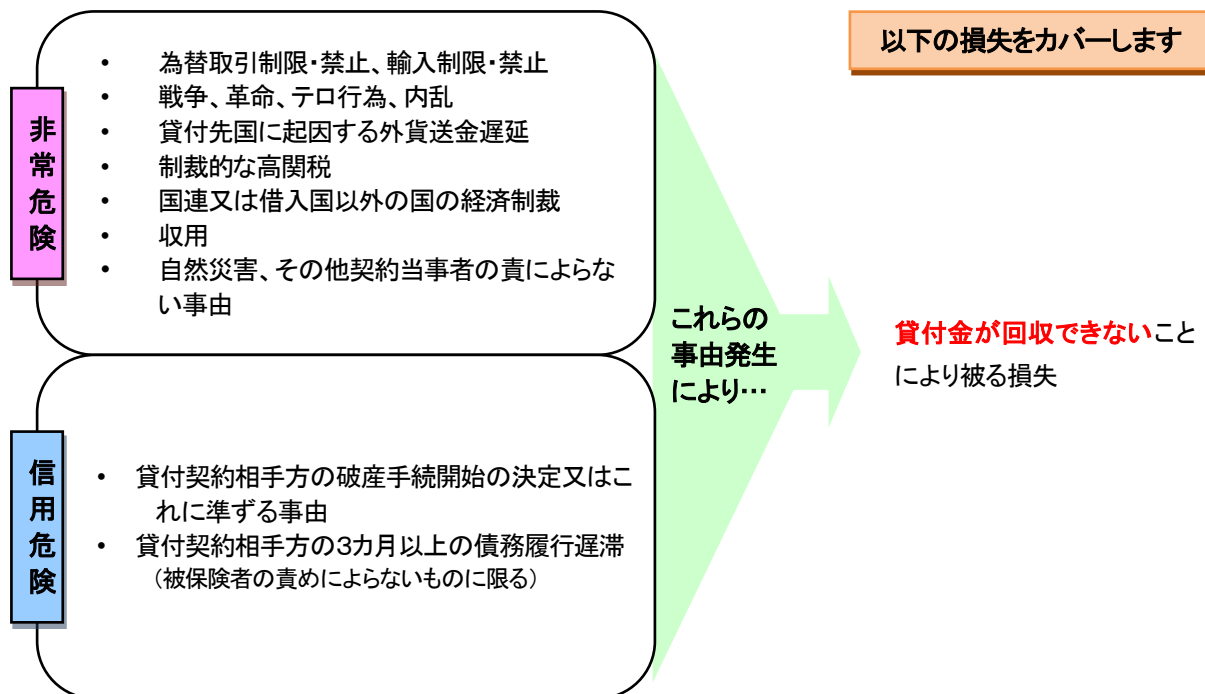 非常危険
• 為替取引制限・禁止、輸入制限・禁止
• 戦争、革命、テロ行為、内乱
• 貸付先国に起因する外貨送金遅延
• 制裁的な高関税
• 国連又は借入国以外の国の経済制裁
• 収用
• 自然災害、その他契約当事者の責によらな
い事由
信用危険
• 貸付契約相手方の破産手続開始の決定又はこ
れに準ずる事由
• 貸付契約相手方の3カ月以上の債務履行遅滞
（被保険者の責めによらないものに限る）
これらの
事由発生
により…
以下の損失をカバーします
貸付金が回収できないこと
により被る損失